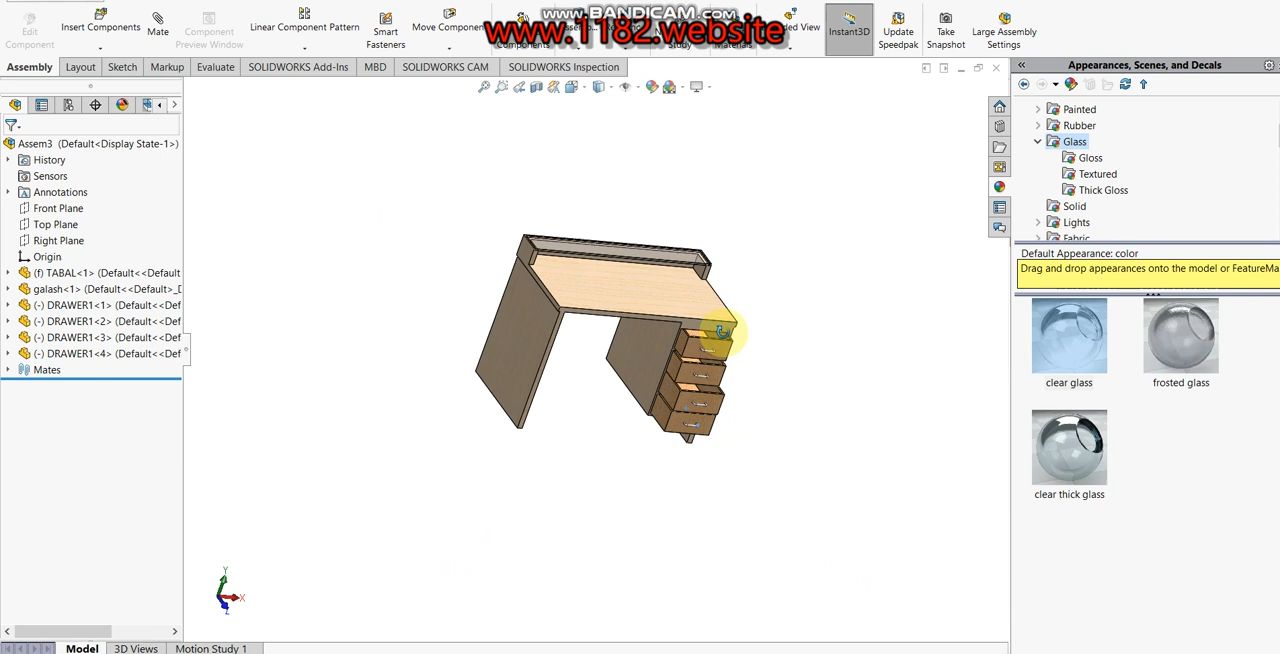 www.BANDICAM.com
www.1182.website
Edit Component
Insert Components
Mate
Component Preview Window
Linear Component Pattern
Smart Fasteners
Move Component
Components
Study
Materials
View
Instant3D
Update Speedpak
Take Snapshot
Large Assembly Settings
Assembly
Layout
Sketch
Markup
Evaluate
SOLIDWORKS Add-Ins
MBD
SOLIDWORKS CAM
SOLIDWORKS Inspection
Assem3 (Default<Display State-1>)
History
Sensors
Annotations
Front Plane
Top Plane
Right Plane
Origin
(f) TABAL<1> (Default<<Default
galash<1> (Default<<Default>_D
(-) DRAWER1<1> (Default<<Def
(-) DRAWER1<2> (Default<<Def
(-) DRAWER1<3> (Default<<Def
(-) DRAWER1<4> (Default<<Def
Mates
Y
X
Z
Model
3D Views
Motion Study 1
Appearances, Scenes, and Decals
Painted
Rubber
Glass
Gloss
Textured
Thick Gloss
Solid
Lights
Fabric
Default Appearance: color
Drag and drop appearances onto the model or FeatureMa
clear glass
frosted glass
clear thick glass